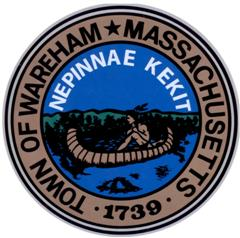 TOWN OF WAREHAM ★ MASSACHUSETTS
NEPINNAE KEKIT
· 1739 ·